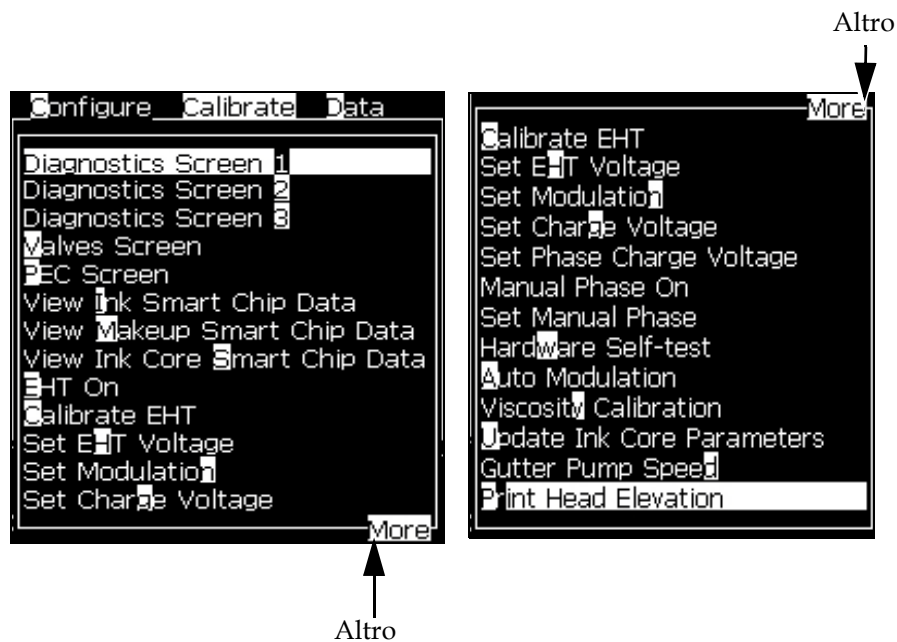 Altro
Configure Calibrate Data
Diagnostics Screen 1
Diagnostics Screen 2
Diagnostics Screen 3
Valves Screen
PEC Screen
View Ink Smart Chip Data
View Makeup Smart Chip Data
View Ink Core Smart Chip Data
EHT On
Calibrate EHT
Set EHT Voltage
Set Modulation
Set Charge Voltage
More
Altro
More
Calibrate EHT
Set EHT Voltage
Set Modulation
Set Charge Voltage
Set Phase Charge Voltage
Manual Phase On
Set Manual Phase
Hardware Self-test
Auto Modulation
Viscosity Calibration
Update Ink Core Parameters
Gutter Pump Speed
Print Head Elevation